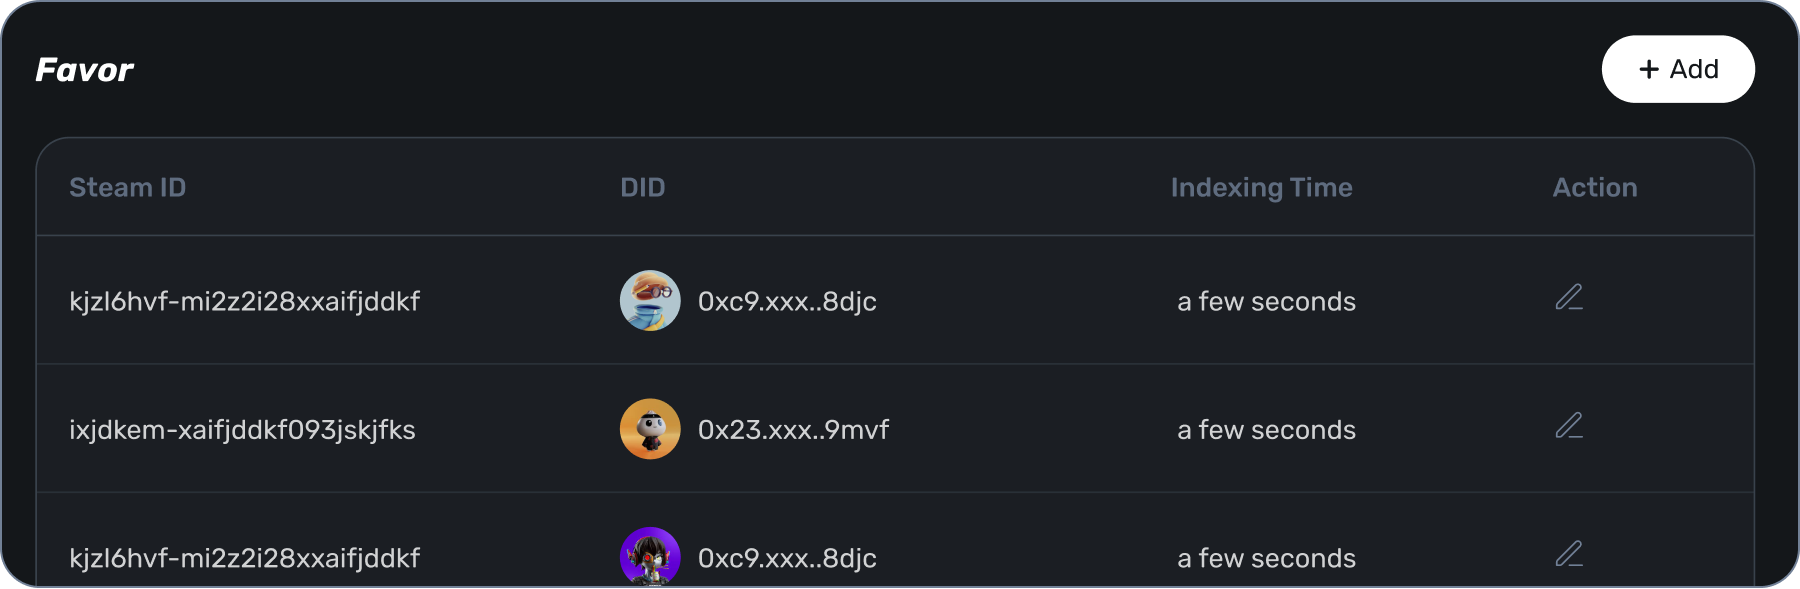 Favor
+ Add
Steam ID DID Indexing Time Action
kjzl6hvf-mi2z2i28xxaifjddkf 0xc9.xxx..8djc a few seconds
ixjdkem-xaifjddkf093jskjfks 0x23.xxx..9mvf a few seconds
kjzl6hvf-mi2z2i28xxaifjddkf 0xc9.xxx..8djc a few seconds